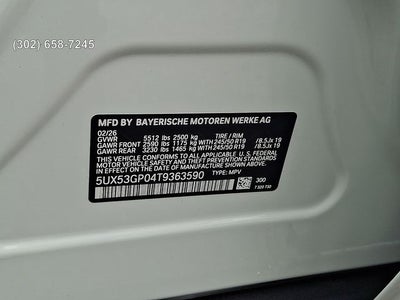 (302) 658-7245
MFD BY BAYERISCHE MOTOREN WERKE AG
02/26
GVWR 5512 lbs 2500 kg TIRE / RIM
GAWR FRONT 2590 lbs 1175 kg WITH 245/50 R19 / 8.5Jx 19
GAWR REAR 3230 lbs 1465 kg WITH 245/50 R19 / 8.5Jx 19
THIS VEHICLE CONFORMS TO ALL APPLICABLE U.S. FEDERAL
MOTOR VEHICLE SAFETY AND THEFT PREVENTION STANDARDS
IN EFFECT ON THE DATE OF MANUFACTURE SHOWN ABOVE.
5UX53GP04T9363590 TYPE: MPV
300